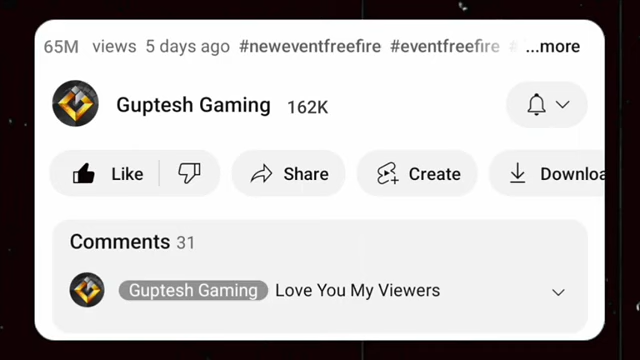 65M views 5 days ago #neweventfreefire #eventfreefire # ...more
Guptesh Gaming 162K
Like Share Create Downloa
Comments 31
Guptesh Gaming Love You My Viewers